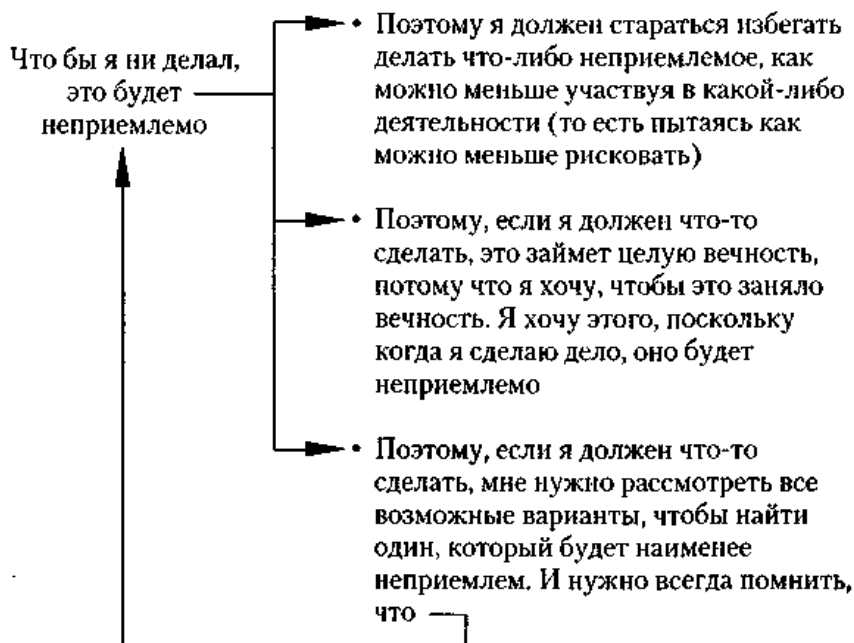 Что бы я ни делал,
это будет
неприемлемо
• Поэтому я должен стараться избегать
делать что-либо неприемлемое, как
можно меньше участвуя в какой-либо
деятельности (то есть пытаясь как
можно меньше рисковать)
• Поэтому, если я должен что-то
сделать, это займет целую вечность,
потому что я хочу, чтобы это заняло
вечность. Я хочу этого, поскольку
когда я сделаю дело, оно будет
неприемлемо
• Поэтому, если я должен что-то
сделать, мне нужно рассмотреть все
возможные варианты, чтобы найти
один, который будет наименее
неприемлем. И нужно всегда помнить,
что